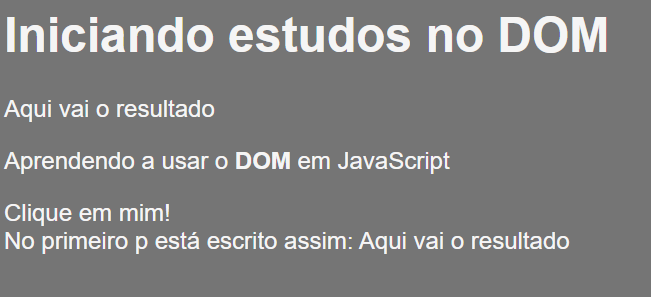 Iniciando estudos no DOM
Aqui vai o resultado
Aprendendo a usar o DOM em JavaScript
Clique em mim!
No primeiro p está escrito assim: Aqui vai o resultado